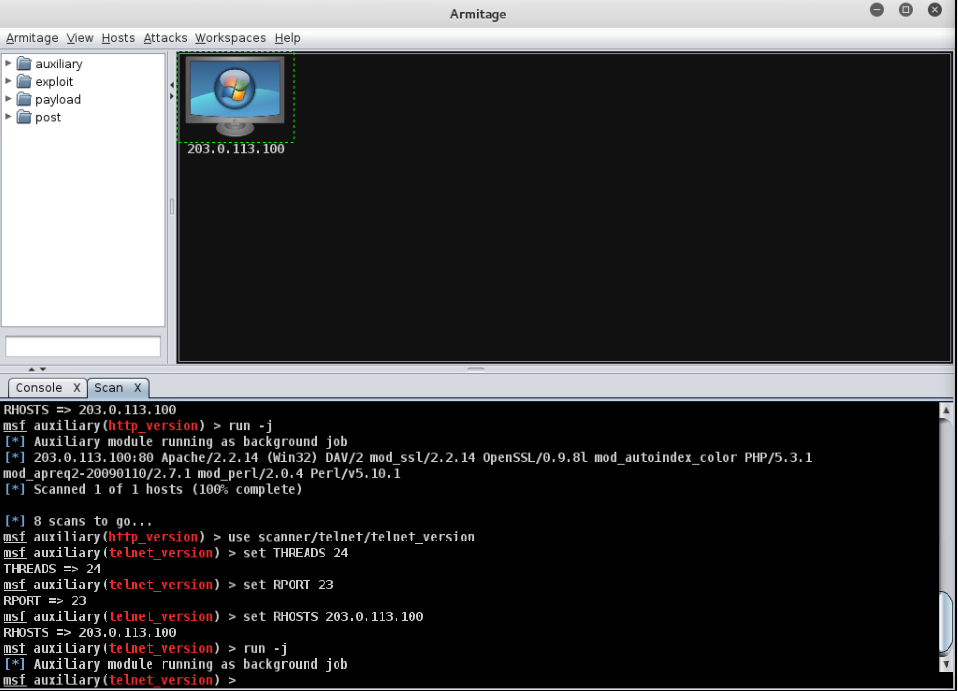 Armitage
Armitage View Hosts Attacks Workspaces Help
auxiliary
exploit
payload
post
203.0.113.100
Console X Scan X
RHOSTS => 203.0.113.100
msf auxiliary(http_version) > run -j
[*] Auxiliary module running as background job
[*] 203.0.113.100:80 Apache/2.2.14 (Win32) DAV/2 mod_ssl/2.2.14 OpenSSL/0.9.8l mod_autoindex_color PHP/5.3.1
mod_apreq2-20090110/2.7.1 mod_perl/2.0.4 Perl/v5.10.1
[*] Scanned 1 of 1 hosts (100% complete)
[*] 8 scans to go...
msf auxiliary(http_version) > use scanner/telnet/telnet_version
msf auxiliary(telnet_version) > set THREADS 24
THREADS => 24
msf auxiliary(telnet_version) > set RPORT 23
RPORT => 23
msf auxiliary(telnet_version) > set RHOSTS 203.0.113.100
RHOSTS => 203.0.113.100
msf auxiliary(telnet_version) > run -j
[*] Auxiliary module running as background job
msf auxiliary(telnet_version) >